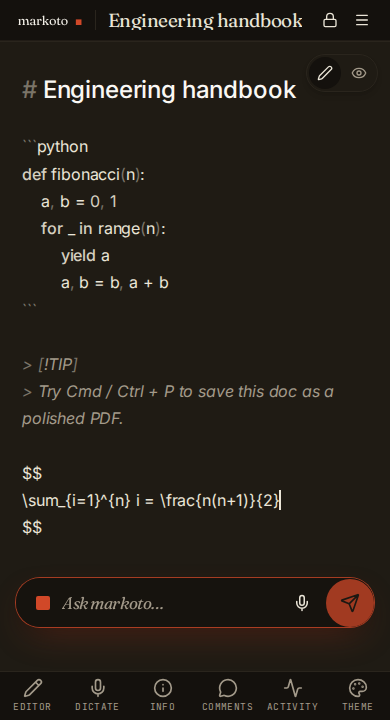 markoto
Engineering handbook
# Engineering handbook
```python
def fibonacci(n):
    a, b = 0, 1
    for _ in range(n):
        yield a
        a, b = b, a + b
```
> [!TIP]
> Try Cmd / Ctrl + P to save this doc as a
polished PDF.
$$
\sum_{i=1}^{n} i = \frac{n(n+1)}{2}
$$
Ask markoto...
EDITOR DICTATE INFO COMMENTS ACTIVITY THEME